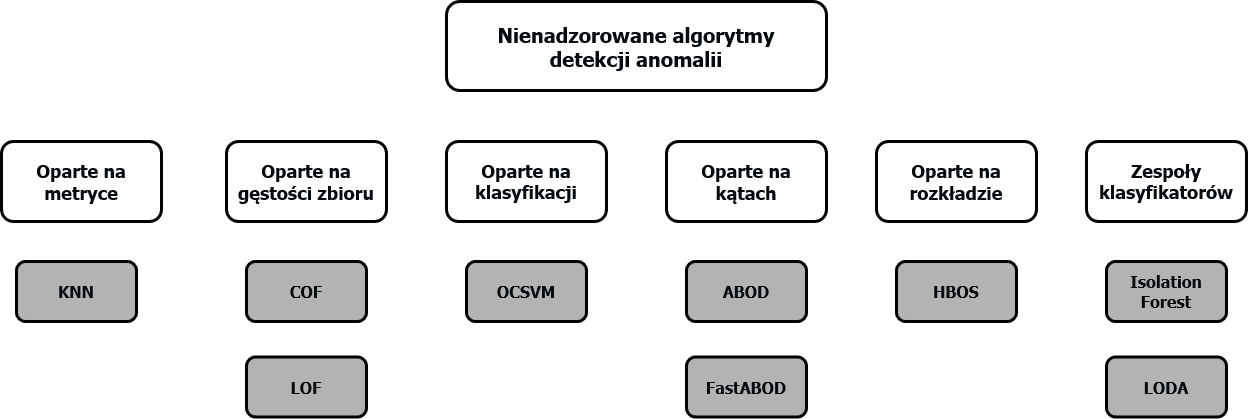 Nienadzorowane algorytmy
detekcji anomalii
Oparte na
metryce
Oparte na
gęstości zbioru
Oparte na
klasyfikacji
Oparte na
kątach
Oparte na
rozkładzie
Zespoły
klasyfikatorów
KNN
COF
OCSVM
ABOD
HBOS
Isolation
Forest
LOF
FastABOD
LODA